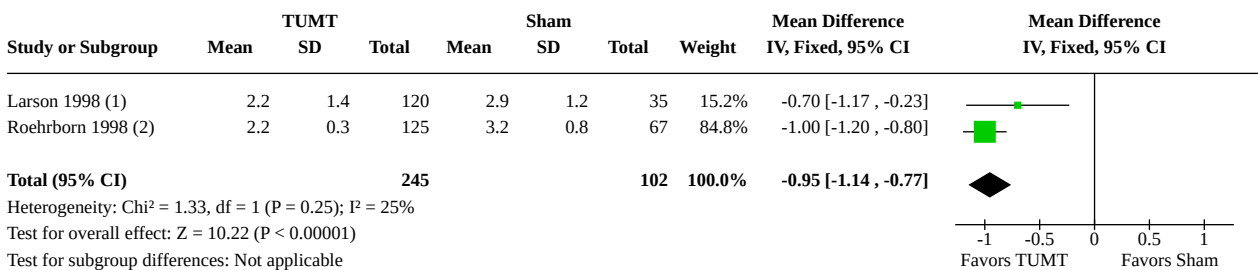 TUMT Sham Mean Difference Mean Difference
Study or Subgroup Mean SD Total Mean SD Total Weight IV, Fixed, 95% CI IV, Fixed, 95% CI
Larson 1998 (1) 2.2 1.4 120 2.9 1.2 35 15.2% -0.70 [-1.17 , -0.23]
Roehrborn 1998 (2) 2.2 0.3 125 3.2 0.8 67 84.8% -1.00 [-1.20 , -0.80]
Total (95% CI) 245 102 100.0% -0.95 [-1.14 , -0.77]
Heterogeneity: Chi² = 1.33, df = 1 (P = 0.25); I² = 25%
Test for overall effect: Z = 10.22 (P < 0.00001) -1 -0.5 0 0.5 1
Test for subgroup differences: Not applicable Favors TUMT Favors Sham